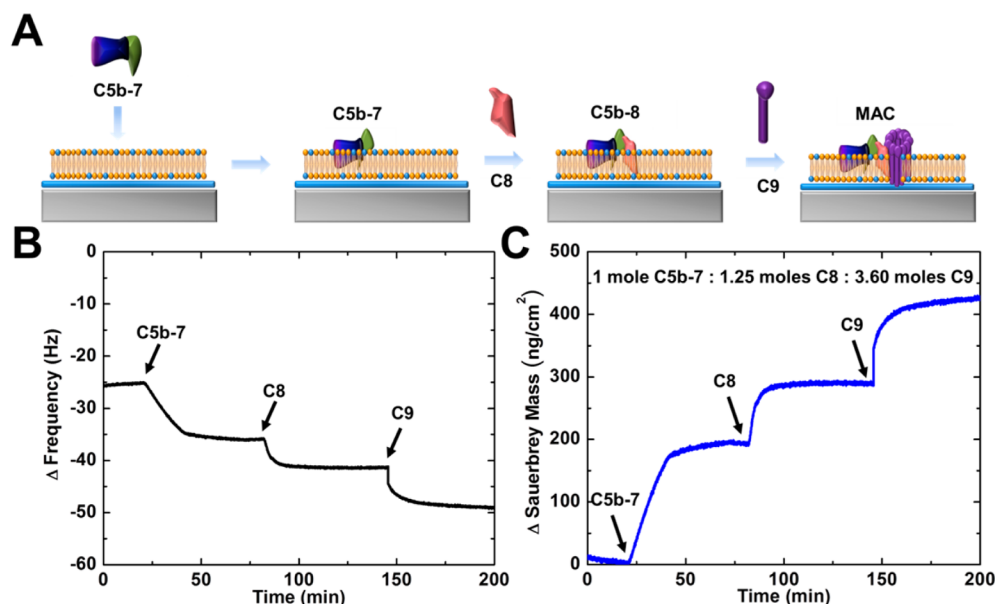 A
C5b-7
C5b-7
C8
C5b-8
C9
MAC
B
Δ Frequency (Hz)
0
-10
-20
-30
-40
-50
-60
C5b-7
C8
C9
0
50
100
150
200
Time (min)
C
Δ Sauerbrey Mass (ng/cm²)
500
400
300
200
100
0
1 mole C5b-7 : 1.25 moles C8 : 3.60 moles C9
C5b-7
C8
C9
0
50
100
150
200
Time (min)